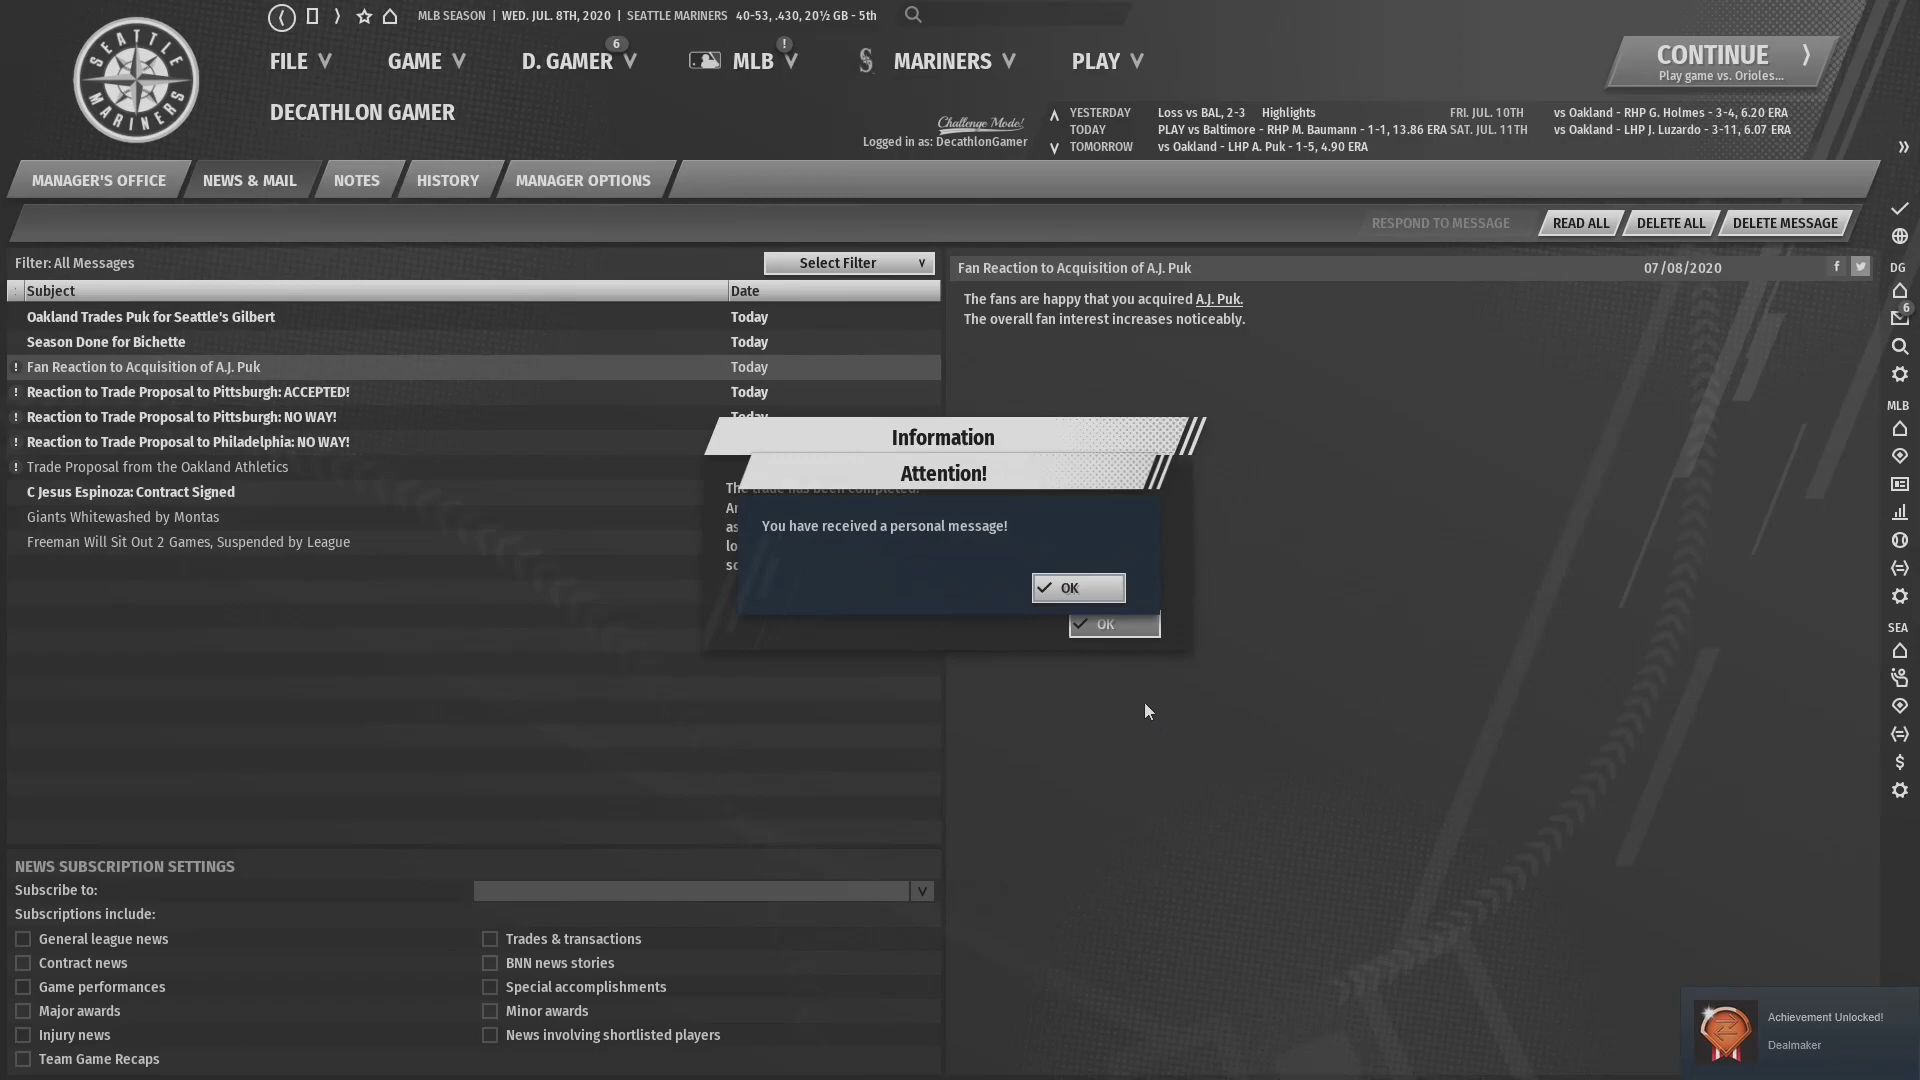 MLB SEASON | WED. JUL. 8TH, 2020 | SEATTLE MARINERS 40-53, .430, 20½ GB - 5th
SEATTLE MARINERS
FILE GAME D. GAMER 6 MLB ! MARINERS PLAY
CONTINUE
Play game vs. Orioles...
DECATHLON GAMER
Challenge Mode!
Logged in as: DecathlonGamer
YESTERDAY Loss vs BAL, 2-3 Highlights FRI. JUL. 10TH vs Oakland - RHP G. Holmes - 3-4, 6.20 ERA
TODAY PLAY vs Baltimore - RHP M. Baumann - 1-1, 13.86 ERA SAT. JUL. 11TH vs Oakland - LHP J. Luzardo - 3-11, 6.07 ERA
TOMORROW vs Oakland - LHP A. Puk - 1-5, 4.90 ERA
MANAGER'S OFFICE NEWS & MAIL NOTES HISTORY MANAGER OPTIONS
RESPOND TO MESSAGE READ ALL DELETE ALL DELETE MESSAGE
Filter: All Messages Select Filter
Subject Date
Oakland Trades Puk for Seattle's Gilbert Today
Season Done for Bichette Today
! Fan Reaction to Acquisition of A.J. Puk Today
! Reaction to Trade Proposal to Pittsburgh: ACCEPTED! Today
! Reaction to Trade Proposal to Pittsburgh: NO WAY! Today
! Reaction to Trade Proposal to Philadelphia: NO WAY!
! Trade Proposal from the Oakland Athletics
C Jesus Espinoza: Contract Signed
Giants Whitewashed by Montas
Freeman Will Sit Out 2 Games, Suspended by League
Fan Reaction to Acquisition of A.J. Puk 07/08/2020
The fans are happy that you acquired A.J. Puk.
The overall fan interest increases noticeably.
Information
Attention!
The trade has been completed!
You have received a personal message!
OK
OK
DG
6
MLB
SEA
NEWS SUBSCRIPTION SETTINGS
Subscribe to:
Subscriptions include:
General league news Trades & transactions
Contract news BNN news stories
Game performances Special accomplishments
Major awards Minor awards
Injury news News involving shortlisted players
Team Game Recaps
Achievement Unlocked!
Dealmaker